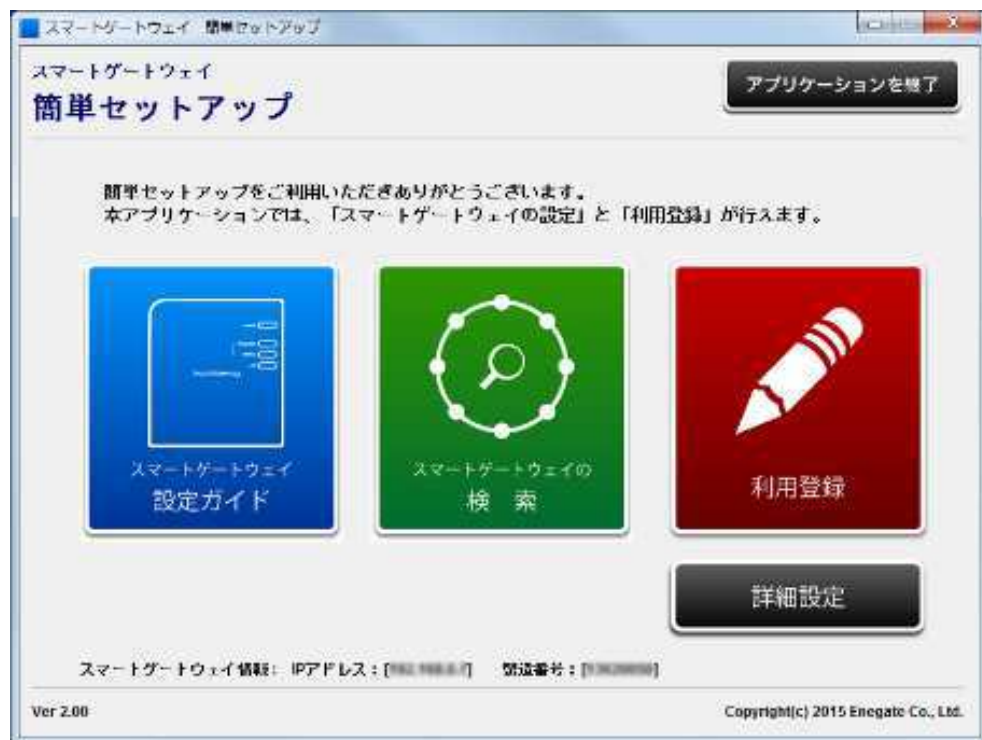 スマートゲートウェイ 簡単セットアップ
スマートゲートウェイ
簡単セットアップ
アプリケーションを終了
簡単セットアップをご利用いただきありがとうございます。
本アプリケーションでは、「スマートゲートウェイの設定」と「利用登録」が行えます。
スマートゲートウェイ
設定ガイド
スマートゲートウェイの
検 索
利用登録
詳細設定
スマートゲートウェイ情報： IPアドレス：[] 製造番号：[]
Ver 2.00
Copyright(c) 2015 Enegate Co., Ltd.